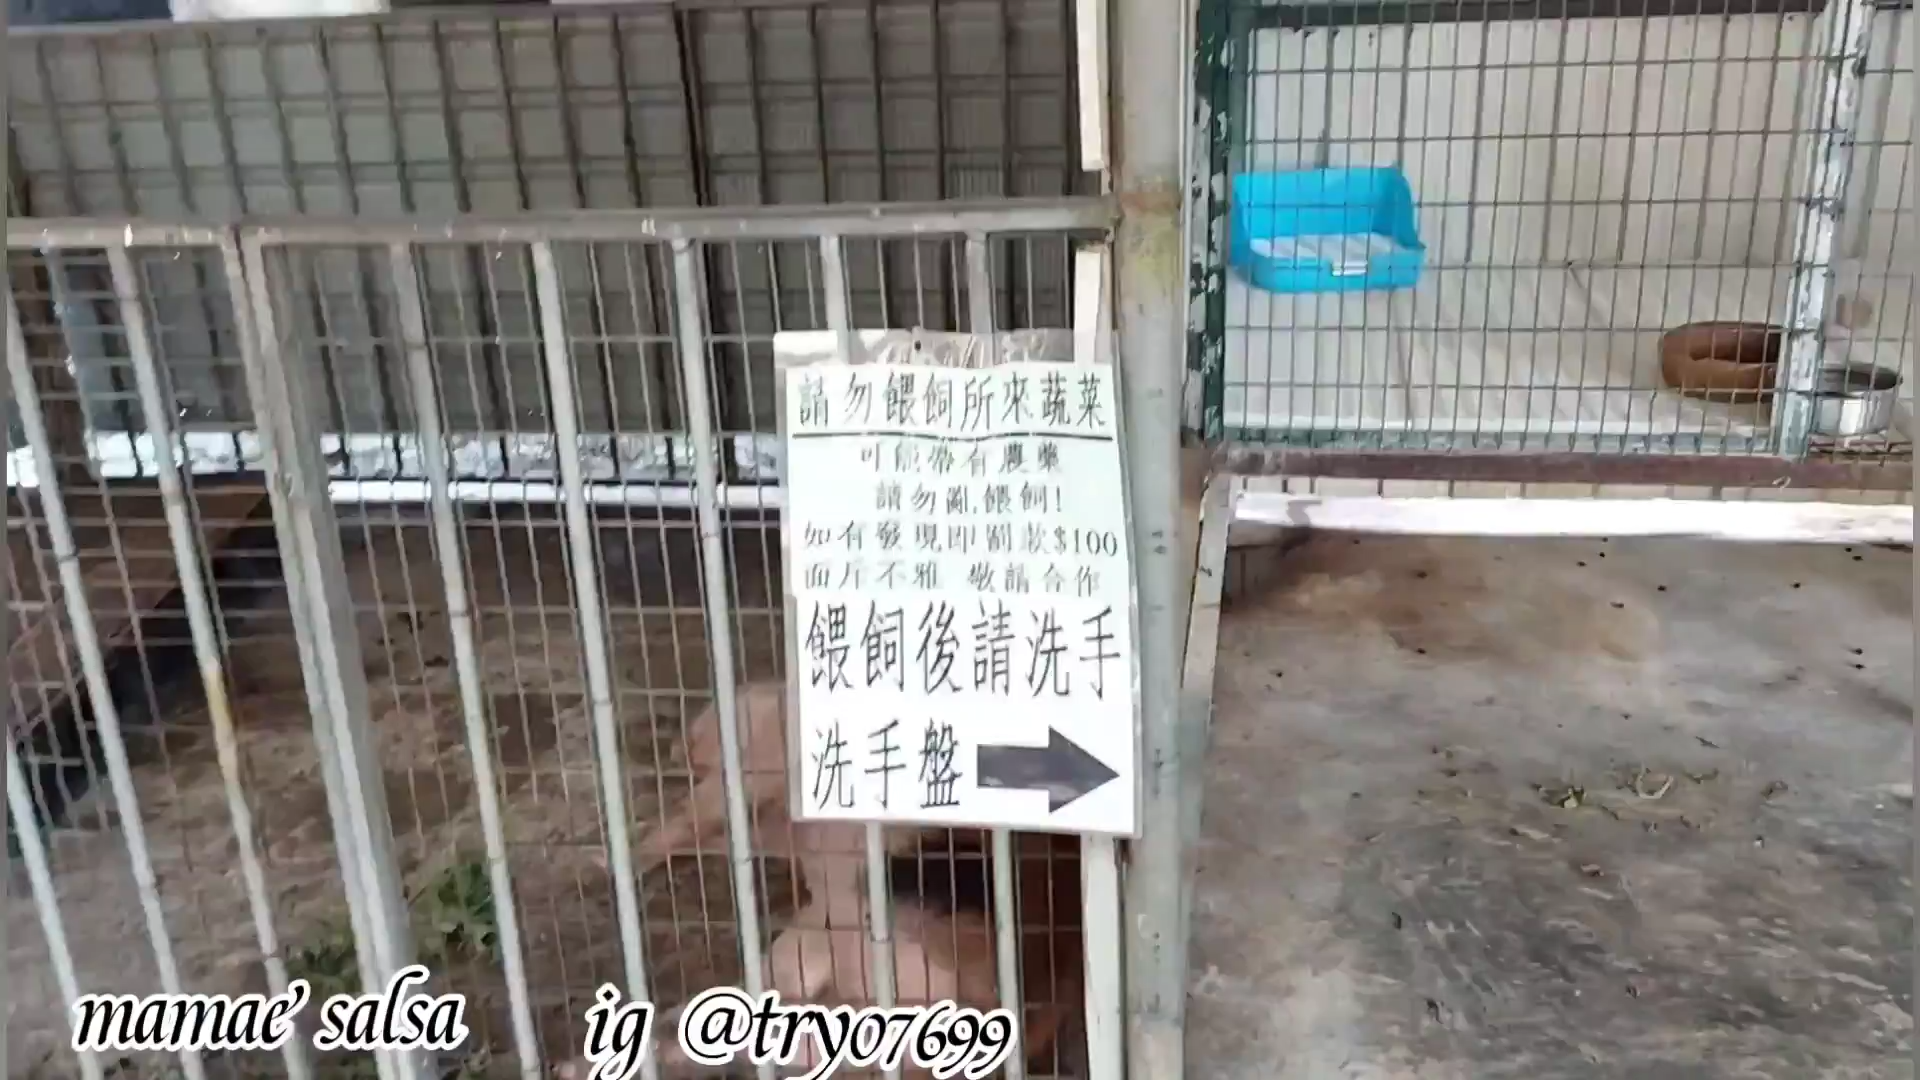 請勿餵飼所來蔬菜
可能帶有農藥
請勿亂餵飼!
如有發現即罰款$100
面斥不雅 敬請合作
餵飼後請洗手
洗手盤
mamae' salsa
ig @try07699